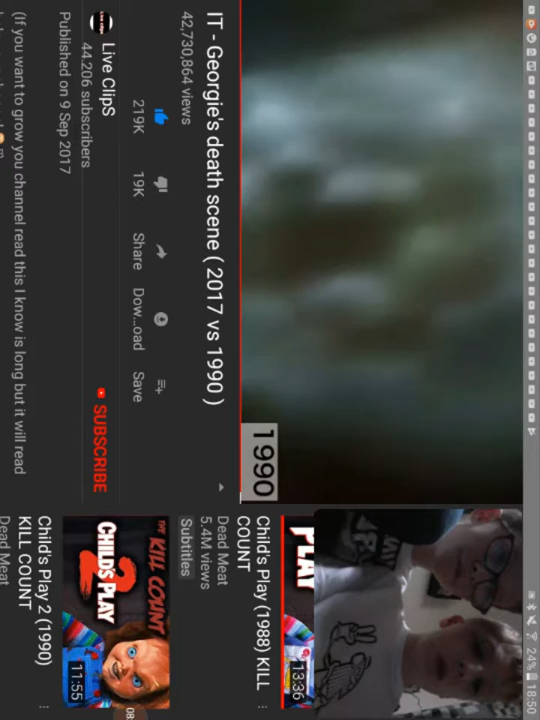 24% 18:50
1990
IT - Georgie's death scene ( 2017 vs 1990 )
42,730,864 views
219K
19K
Share
Dow...oad
Save
Live ClipS
44,206 subscribers
SUBSCRIBE
Published on 9 Sep 2017
(If you want to grow you channel read this I know is long but it will read
PLAY
13:36
Child's Play (1988) KILL
COUNT
Dead Meat
5.4M views
Subtitles
THE KILL COUNT
CHILD'S PLAY
2
11:55
Child's Play 2 (1990)
KILL COUNT
Dead Meat